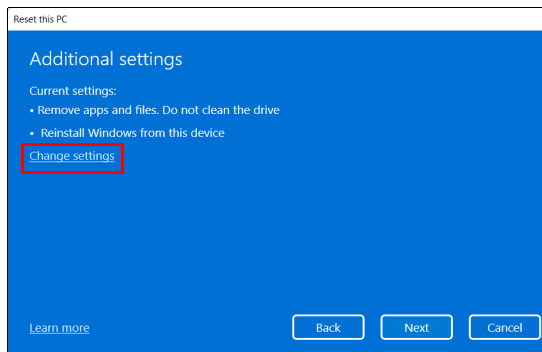 Reset this PC
Additional settings
Current settings:
• Remove apps and files. Do not clean the drive
• Reinstall Windows from this device
Change settings
Learn more
Back
Next
Cancel